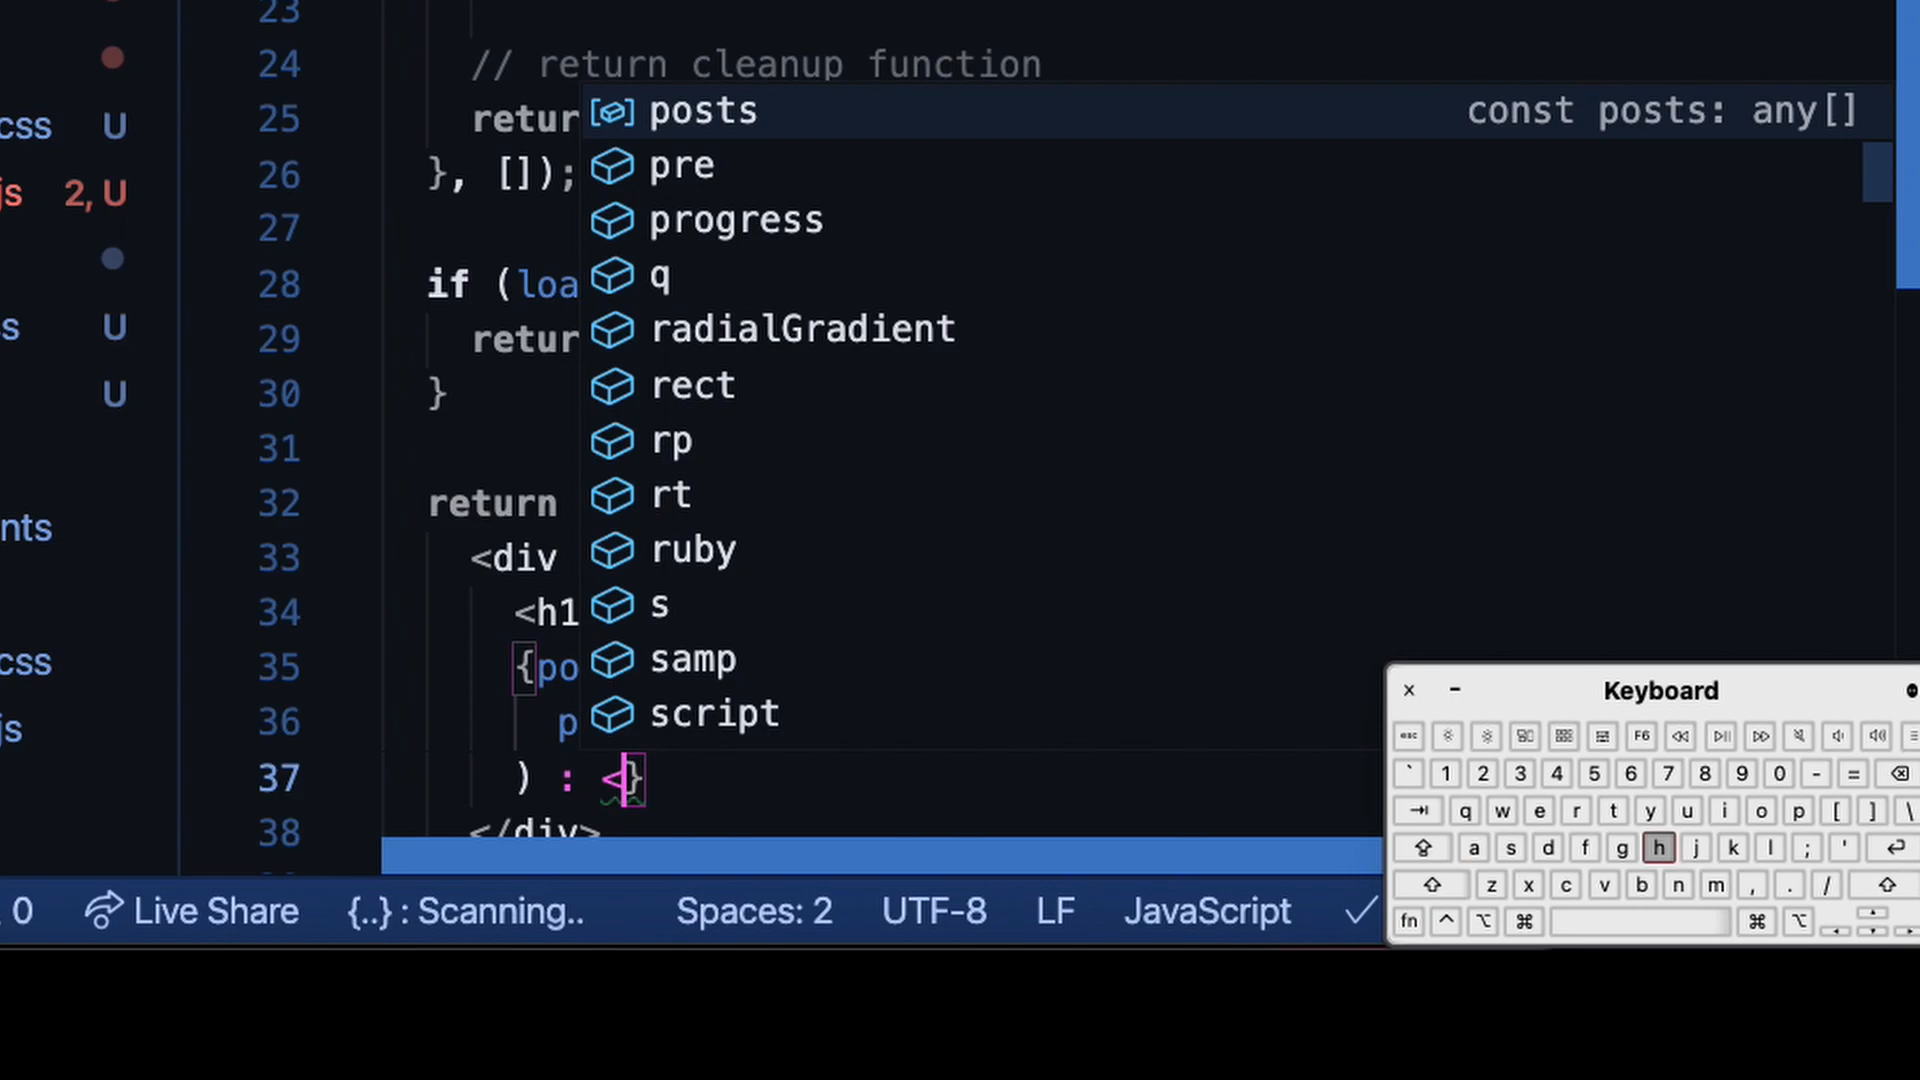 23
24 // return cleanup function
css U 25 retur
posts const posts: any[]
js 2, U 26 }, []);
pre
27
progress
28 if (loa
q
s U 29 retur
radialGradient
U 30 }
rect
31
rp
32 return
rt
nts 33 <div
ruby
34 <h1
s
css 35 {po
samp
js 36 p
script
37 ) : <}
38 </div>
0 Live Share {..} : Scanning.. Spaces: 2 UTF-8 LF JavaScript
Keyboard
esc F6
` 1 2 3 4 5 6 7 8 9 0 - =
q w e r t y u i o p [ ] \
a s d f g h j k l ; '
z x c v b n m , . /
fn ^ ⌥ ⌘ ⌘ ⌥